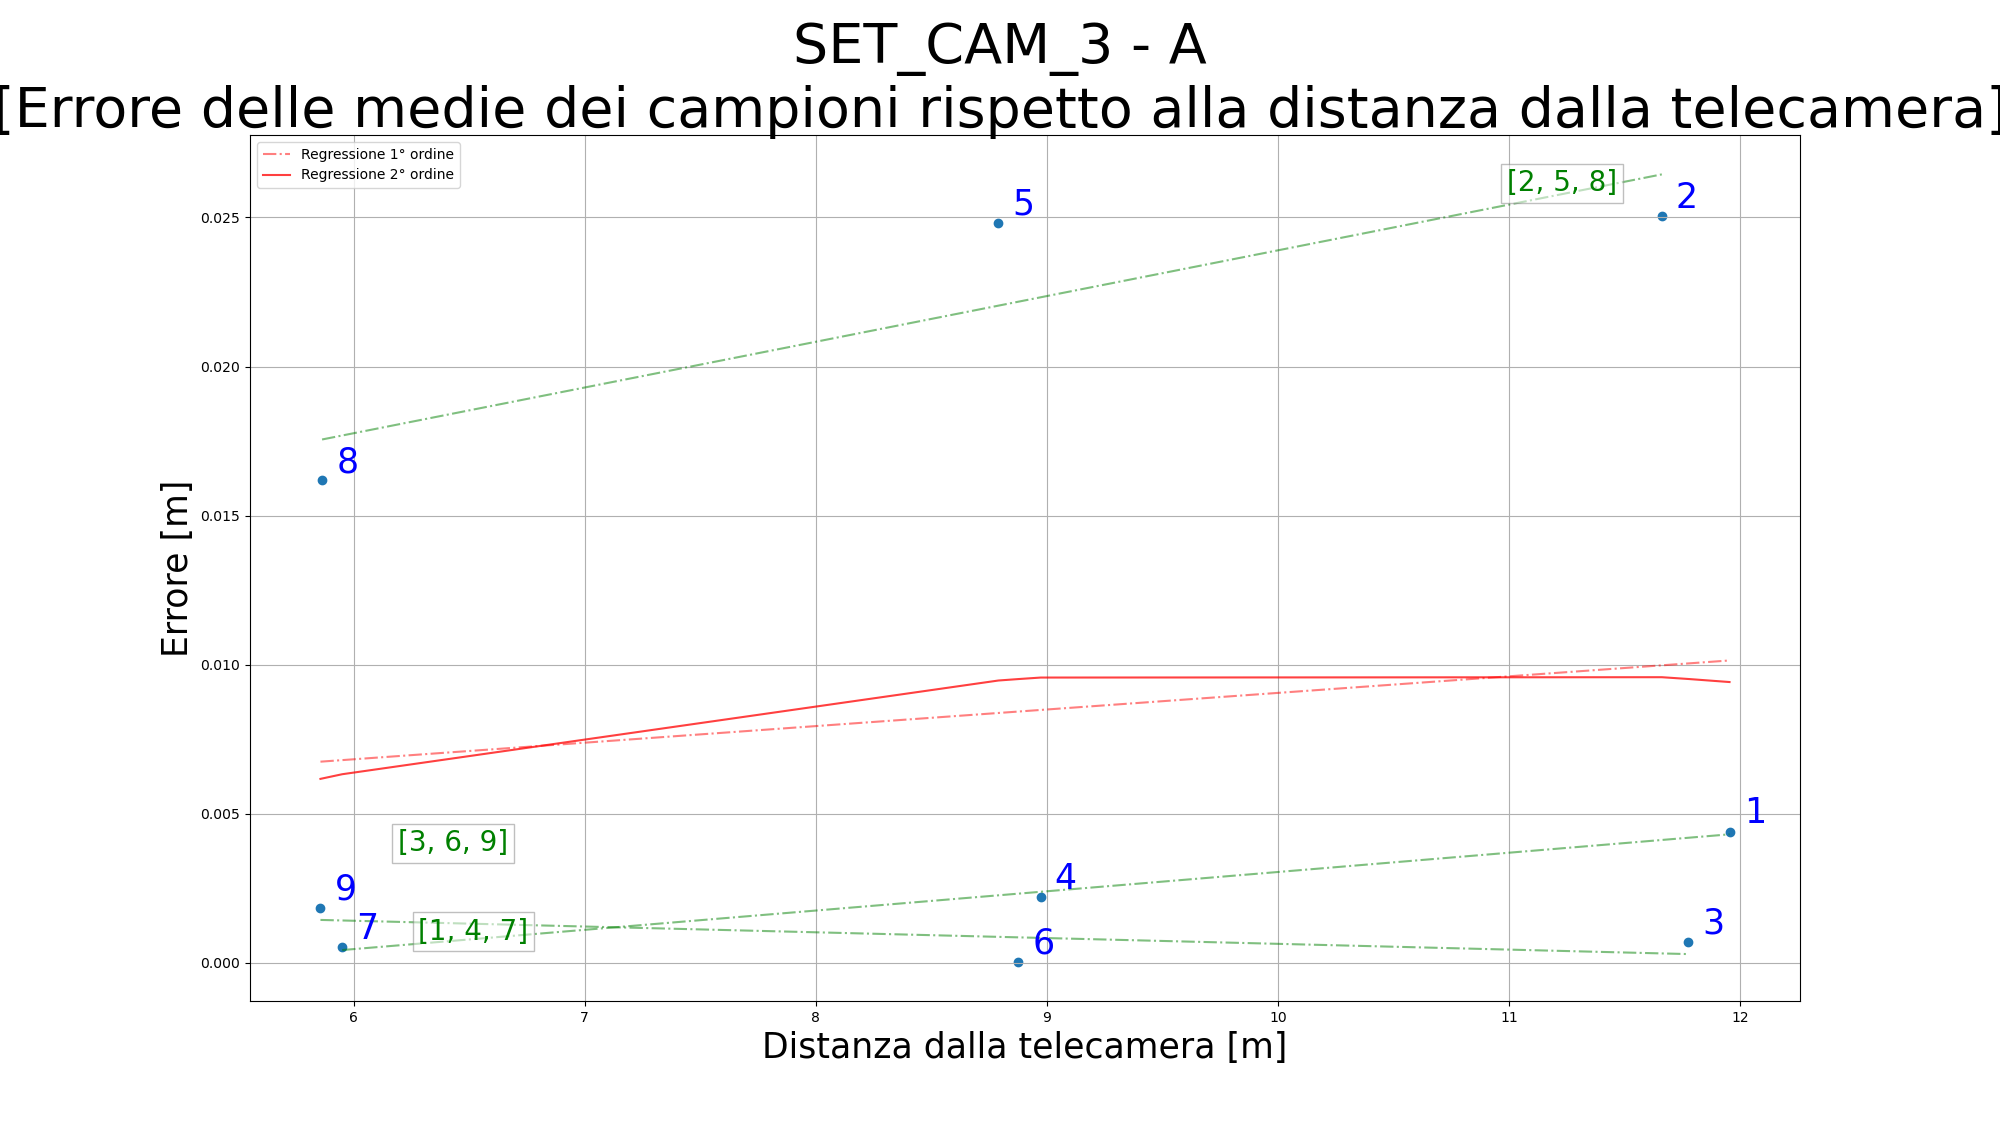 SET_CAM_3 - A
[Errore delle medie dei campioni rispetto alla distanza dalla telecamera]
Regressione 1° ordine
Regressione 2° ordine
[2, 5, 8]
2
5
8
[3, 6, 9]
9
7
[1, 4, 7]
4
6
1
3
Errore [m]
0.025
0.020
0.015
0.010
0.005
0.000
6 7 8 9 10 11 12
Distanza dalla telecamera [m]